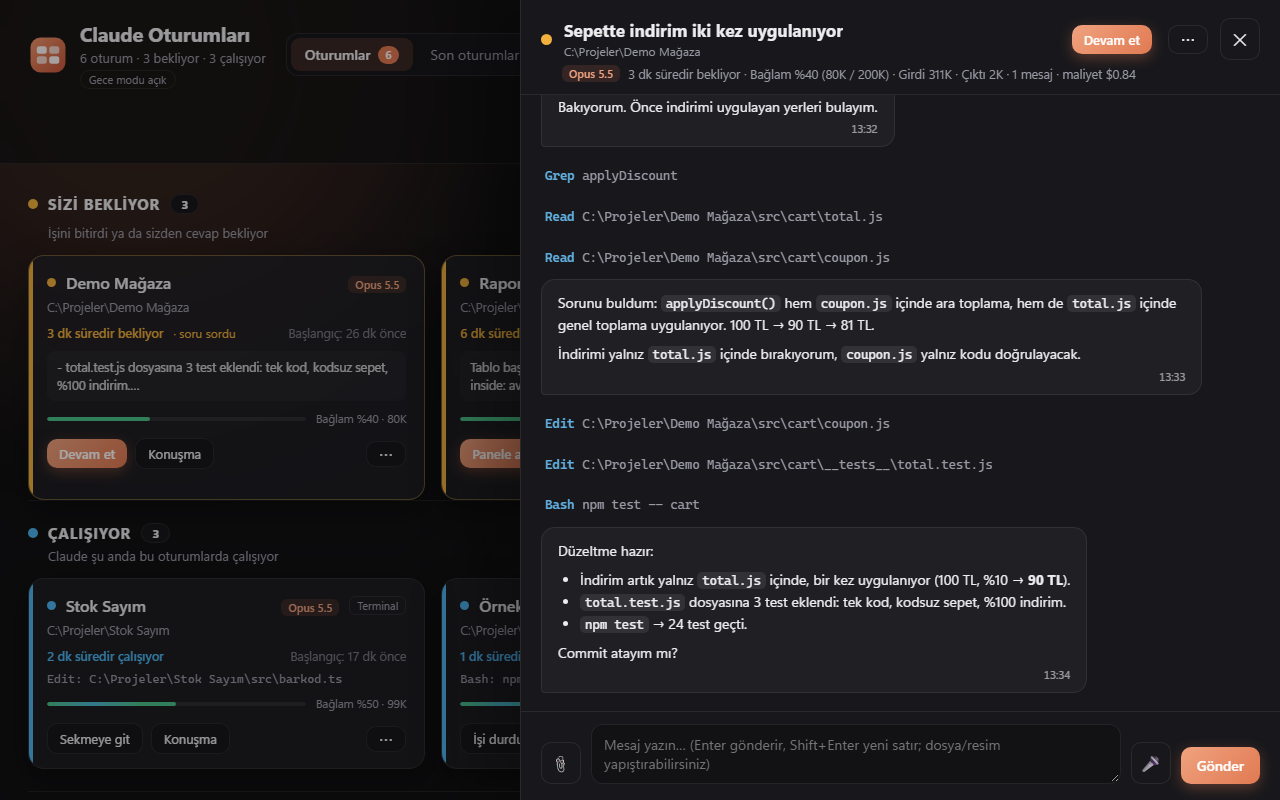 Claude Oturumları
6 oturum · 3 bekliyor · 3 çalışıyor
Gece modu açık
Oturumlar 6
Son oturumlar
SİZİ BEKLİYOR 3
İşini bitirdi ya da sizden cevap bekliyor
Demo Mağaza
Opus 5.5
C:\Projeler\Demo Mağaza
3 dk süredir bekliyor · soru sordu
Başlangıç: 26 dk önce
- total.test.js dosyasına 3 test eklendi: tek kod, kodsuz sepet,
%100 indirim....
Bağlam %40 · 80K
Devam et
Konuşma
···
Rapor
C:\Projeler\
6 dk süred
Tablo baş
inside: av
Panele a
ÇALIŞIYOR 3
Claude şu anda bu oturumlarda çalışıyor
Stok Sayım
Opus 5.5
Terminal
C:\Projeler\Stok Sayım
2 dk süredir çalışıyor
Başlangıç: 17 dk önce
Edit: C:\Projeler\Stok Sayım\src\barkod.ts
Bağlam %50 · 99K
Sekmeye git
Konuşma
···
Örnek
C:\Projeler\
1 dk süredi
Bash: npm
İşi durdu
Sepette indirim iki kez uygulanıyor
C:\Projeler\Demo Mağaza
Opus 5.5 3 dk süredir bekliyor · Bağlam %40 (80K / 200K) · Girdi 311K · Çıktı 2K · 1 mesaj · maliyet $0.84
Devam et
···
Bakıyorum. Önce indirimi uygulayan yerleri bulayım.
13:32
Grep applyDiscount
Read C:\Projeler\Demo Mağaza\src\cart\total.js
Read C:\Projeler\Demo Mağaza\src\cart\coupon.js
Sorunu buldum: applyDiscount() hem coupon.js içinde ara toplama, hem de total.js içinde
genel toplama uygulanıyor. 100 TL → 90 TL → 81 TL.
İndirimi yalnız total.js içinde bırakıyorum, coupon.js yalnız kodu doğrulayacak.
13:33
Edit C:\Projeler\Demo Mağaza\src\cart\coupon.js
Edit C:\Projeler\Demo Mağaza\src\cart\__tests__\total.test.js
Bash npm test -- cart
Düzeltme hazır:
• İndirim artık yalnız total.js içinde, bir kez uygulanıyor (100 TL, %10 → 90 TL).
• total.test.js dosyasına 3 test eklendi: tek kod, kodsuz sepet, %100 indirim.
• npm test → 24 test geçti.
Commit atayım mı?
13:34
Mesaj yazın... (Enter gönderir, Shift+Enter yeni satır; dosya/resim
yapıştırabilirsiniz)
Gönder